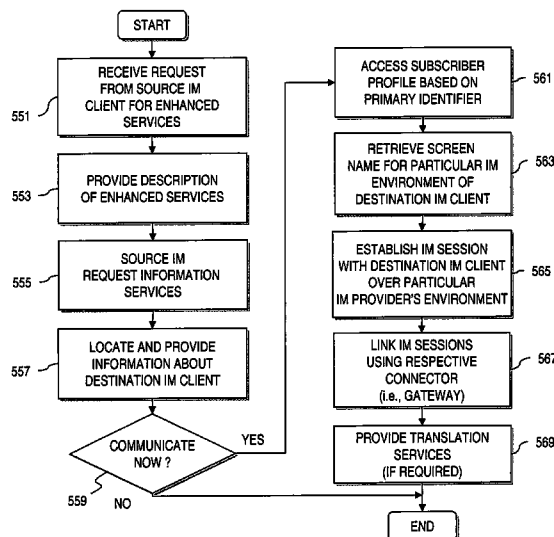 START
RECEIVE REQUEST
FROM SOURCE IM
CLIENT FOR ENHANCED
SERVICES
551
PROVIDE DESCRIPTION
OF ENHANCED SERVICES
553
SOURCE IM
REQUEST INFORMATION
SERVICES
555
LOCATE AND PROVIDE
INFORMATION ABOUT
DESTINATION IM CLIENT
557
COMMUNICATE
NOW ?
559
YES
NO
ACCESS SUBSCRIBER
PROFILE BASED ON
PRIMARY IDENTIFIER
561
RETRIEVE SCREEN
NAME FOR PARTICULAR IM
ENVIRONMENT OF
DESTINATION IM CLIENT
563
ESTABLISH IM SESSION
WITH DESTINATION IM CLIENT
OVER PARTICULAR
IM PROVIDER'S ENVIRONMENT
565
LINK IM SESSIONS
USING RESPECTIVE
CONNECTOR
(i.e., GATEWAY)
567
PROVIDE TRANSLATION
SERVICES
(IF REQUIRED)
569
END